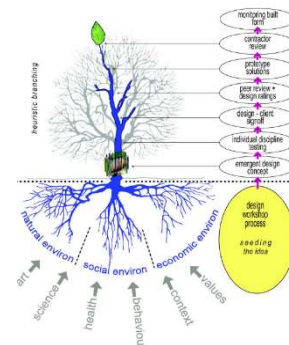 monitoring built
form
contractor
review
prototype
solutions
peer review +
design ratings
design - client
signoff
individual discipline
testing
emergent design
concept
design
workshop
process
seeding
the idea
heuristic branching
natural environ
social environ
economic environ
art
science
health
behaviour
context
values